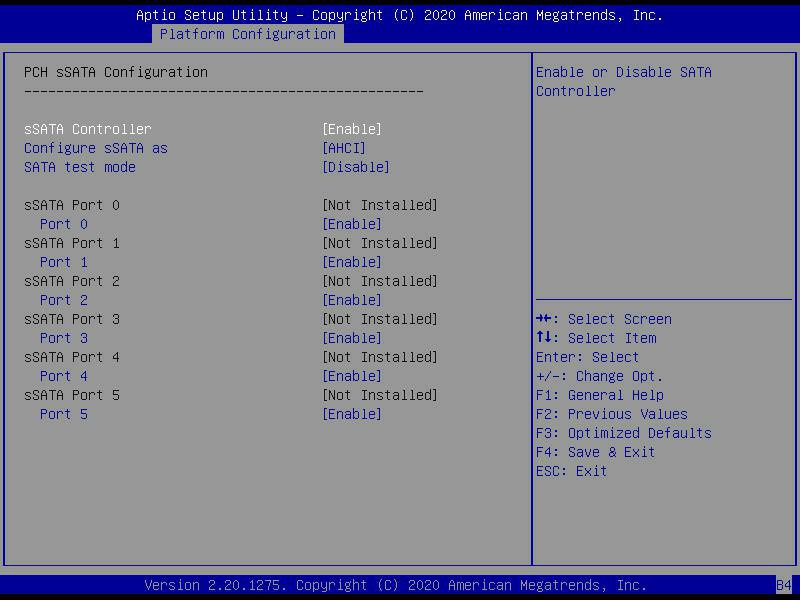 Aptio Setup Utility – Copyright (C) 2020 American Megatrends, Inc.
Platform Configuration
PCH sSATA Configuration
--------------------------------------------------
sSATA Controller [Enable]
Configure sSATA as [AHCI]
SATA test mode [Disable]
sSATA Port 0 [Not Installed]
Port 0 [Enable]
sSATA Port 1 [Not Installed]
Port 1 [Enable]
sSATA Port 2 [Not Installed]
Port 2 [Enable]
sSATA Port 3 [Not Installed]
Port 3 [Enable]
sSATA Port 4 [Not Installed]
Port 4 [Enable]
sSATA Port 5 [Not Installed]
Port 5 [Enable]
Enable or Disable SATA
Controller
→←: Select Screen
↑↓: Select Item
Enter: Select
+/-: Change Opt.
F1: General Help
F2: Previous Values
F3: Optimized Defaults
F4: Save & Exit
ESC: Exit
Version 2.20.1275. Copyright (C) 2020 American Megatrends, Inc.
B4